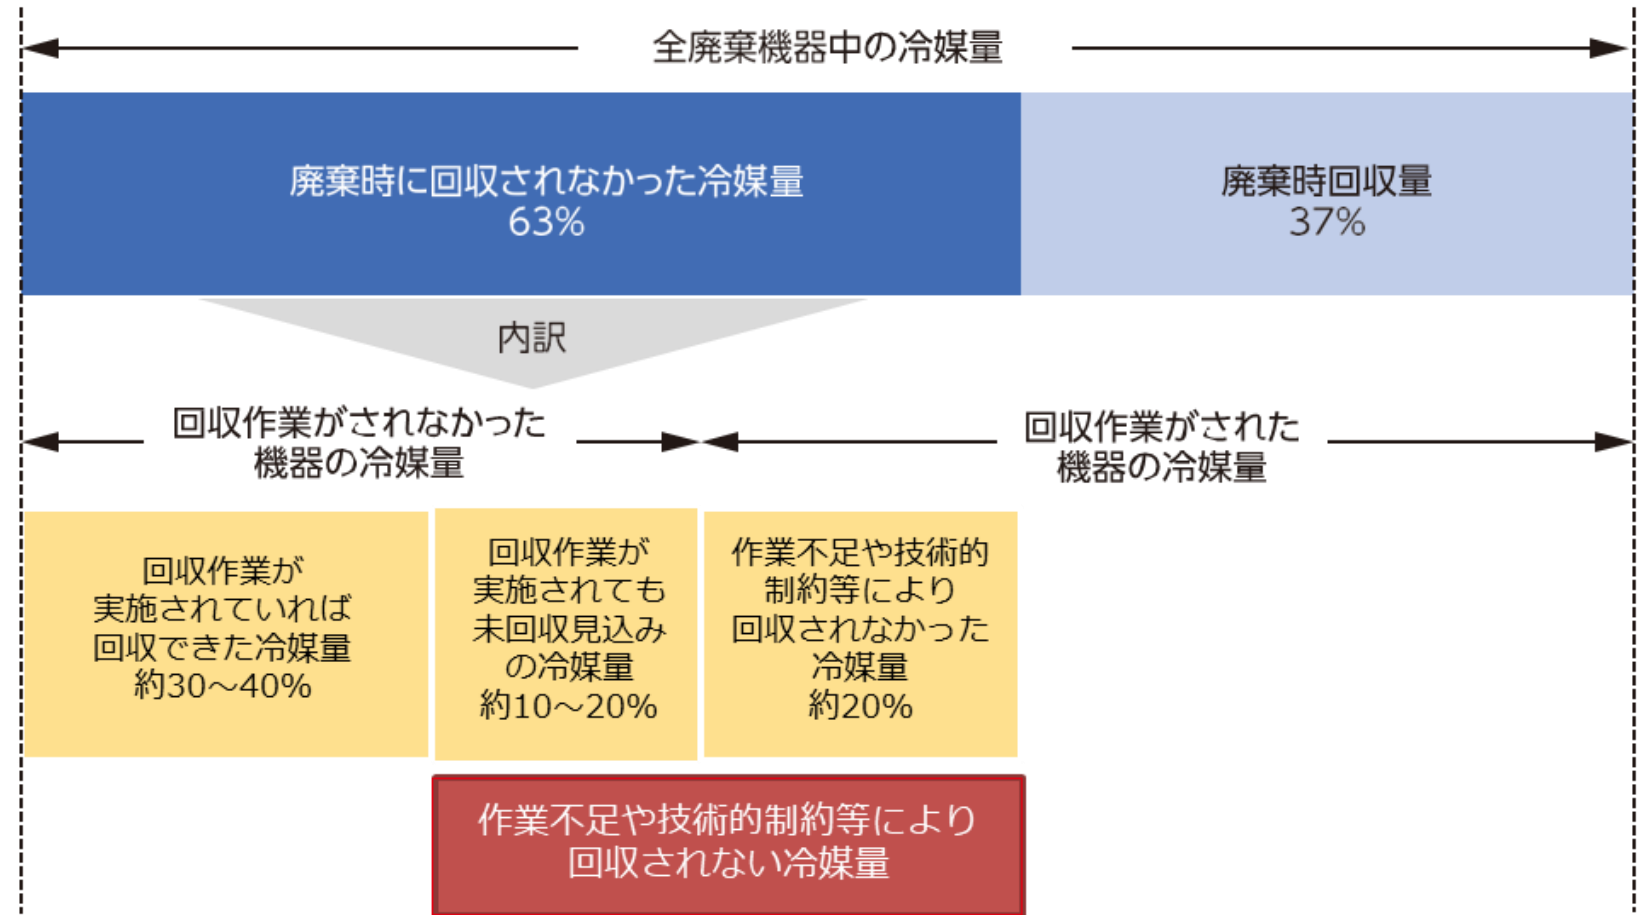 全廃棄機器中の冷媒量
廃棄時に回収されなかった冷媒量
63%
廃棄時回収量
37%
内訳
回収作業がされなかった
機器の冷媒量
回収作業がされた
機器の冷媒量
回収作業が
実施されていれば
回収できた冷媒量
約30～40%
回収作業が
実施されても
未回収見込み
の冷媒量
約10～20%
作業不足や技術的
制約等により
回収されなかった
冷媒量
約20%
作業不足や技術的制約等により
回収されない冷媒量